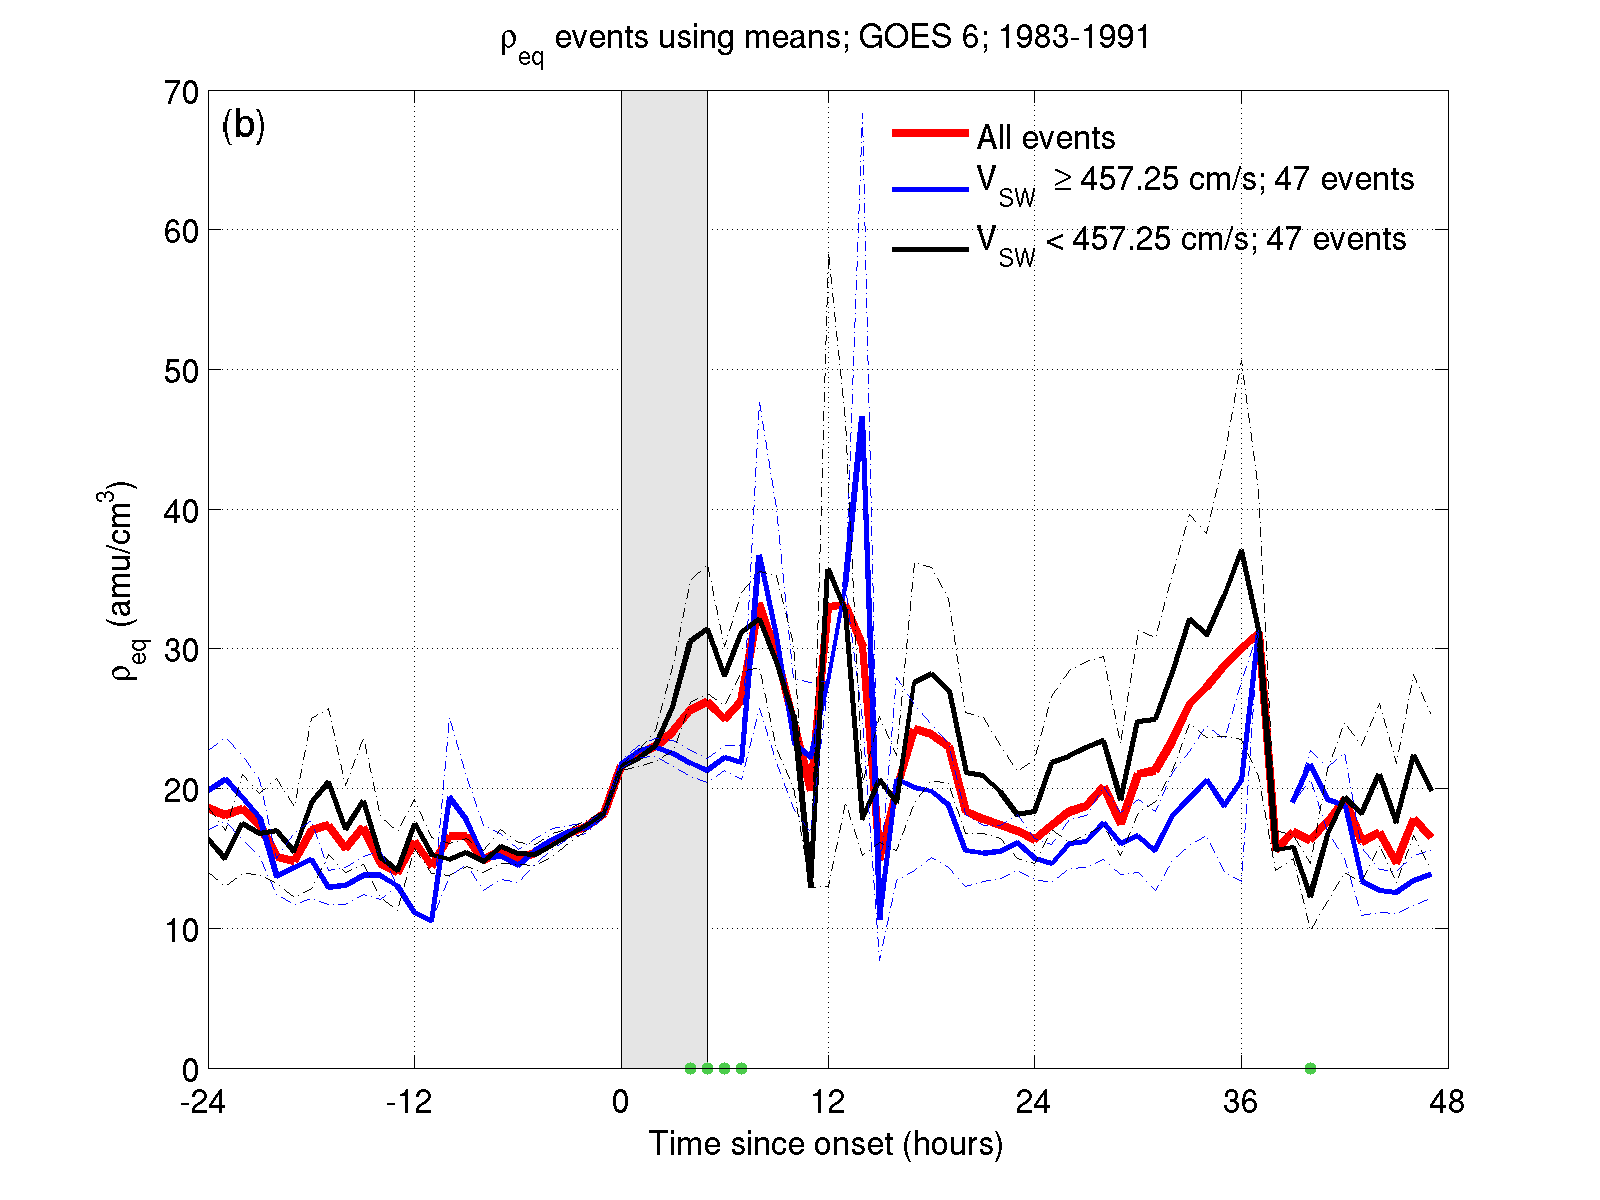 ρeq events using means; GOES 6; 1983-1991
(b)
All events
VSW ≥ 457.25 cm/s; 47 events
VSW < 457.25 cm/s; 47 events
70
60
50
40
30
20
10
0
ρeq (amu/cm³)
-24 -12 0 12 24 36 48
Time since onset (hours)